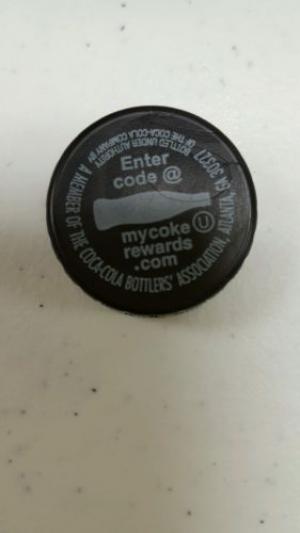 Enter
code @
mycoke
rewards
.com
U
BOTTLED UNDER AUTHORITY
OF THE COCA-COLA COMPANY BY
A MEMBER OF THE COCA-COLA BOTTLERS' ASSOCIATION, ATLANTA, GA 30327